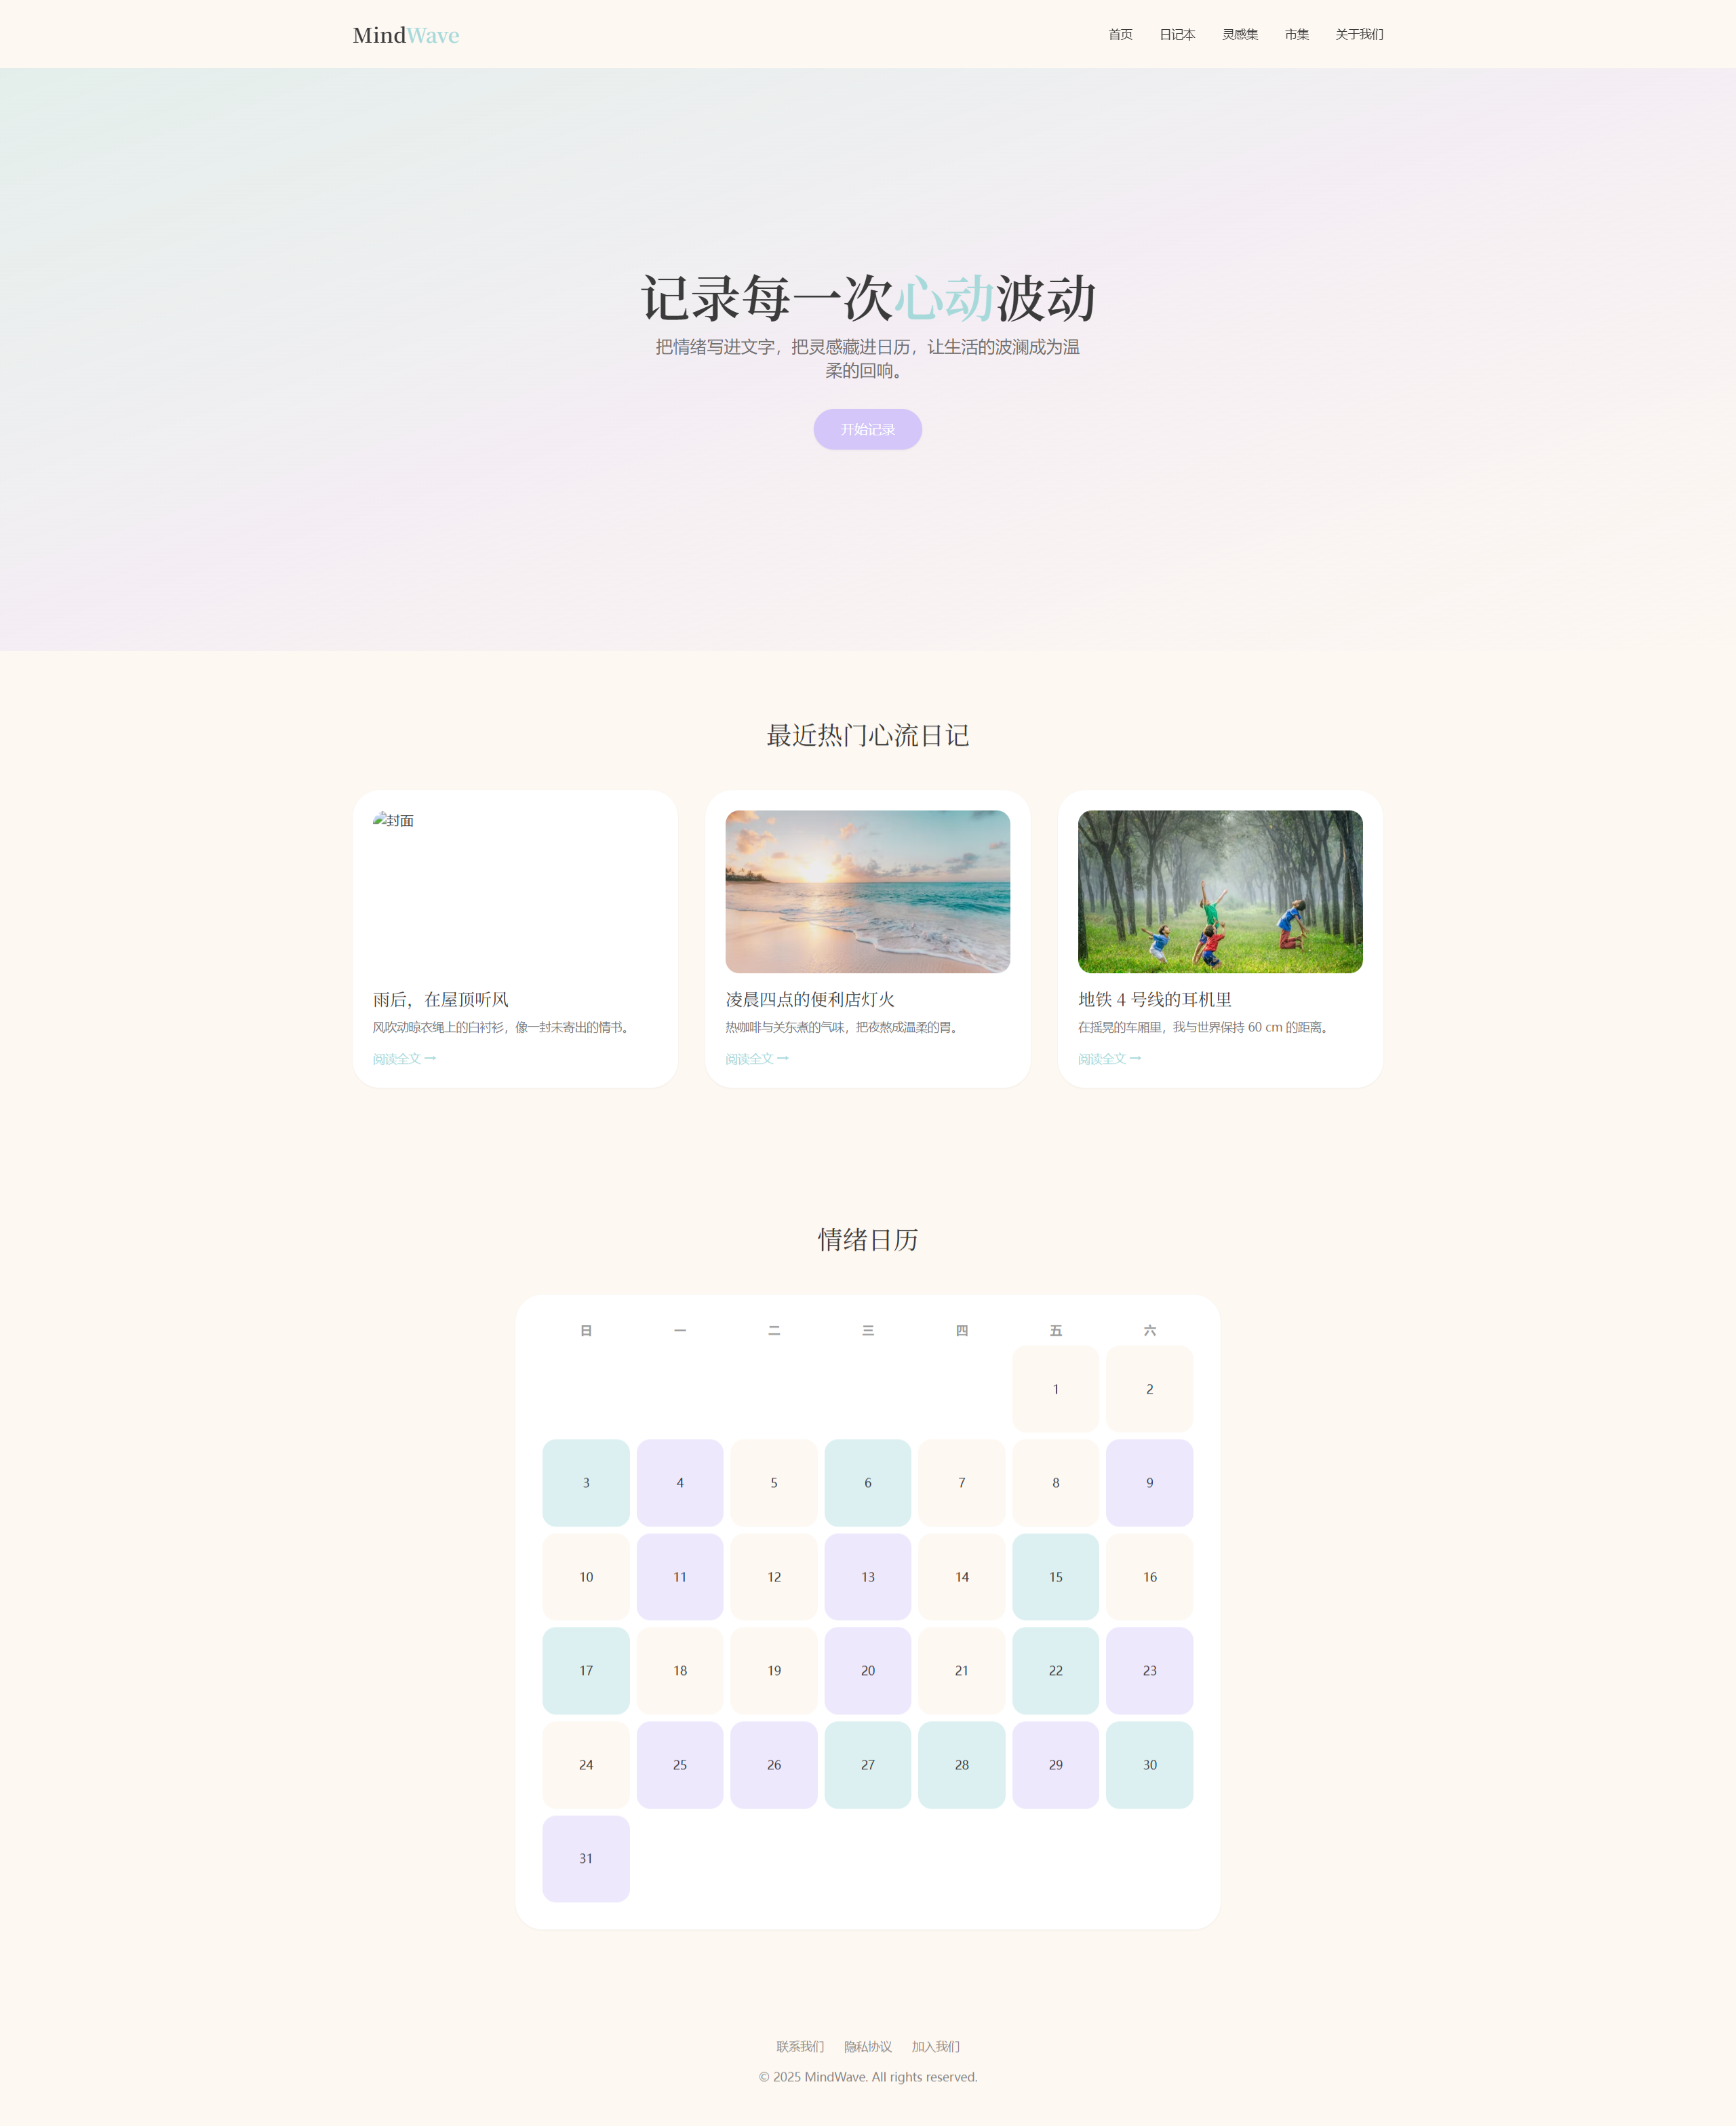 MindWave
首页 日记本 灵感集 市集 关于我们
记录每一次心动波动
把情绪写进文字，把灵感藏进日历，让生活的波澜成为温
柔的回响。
开始记录
最近热门心流日记
封面
雨后，在屋顶听风
风吹动晾衣绳上的白衬衫，像一封未寄出的情书。
阅读全文 →
凌晨四点的便利店灯火
热咖啡与关东煮的气味，把夜熬成温柔的胃。
阅读全文 →
地铁 4 号线的耳机里
在摇晃的车厢里，我与世界保持 60 cm 的距离。
阅读全文 →
情绪日历
日 一 二 三 四 五 六
1 2
3 4 5 6 7 8 9
10 11 12 13 14 15 16
17 18 19 20 21 22 23
24 25 26 27 28 29 30
31
联系我们 隐私协议 加入我们
© 2025 MindWave. All rights reserved.